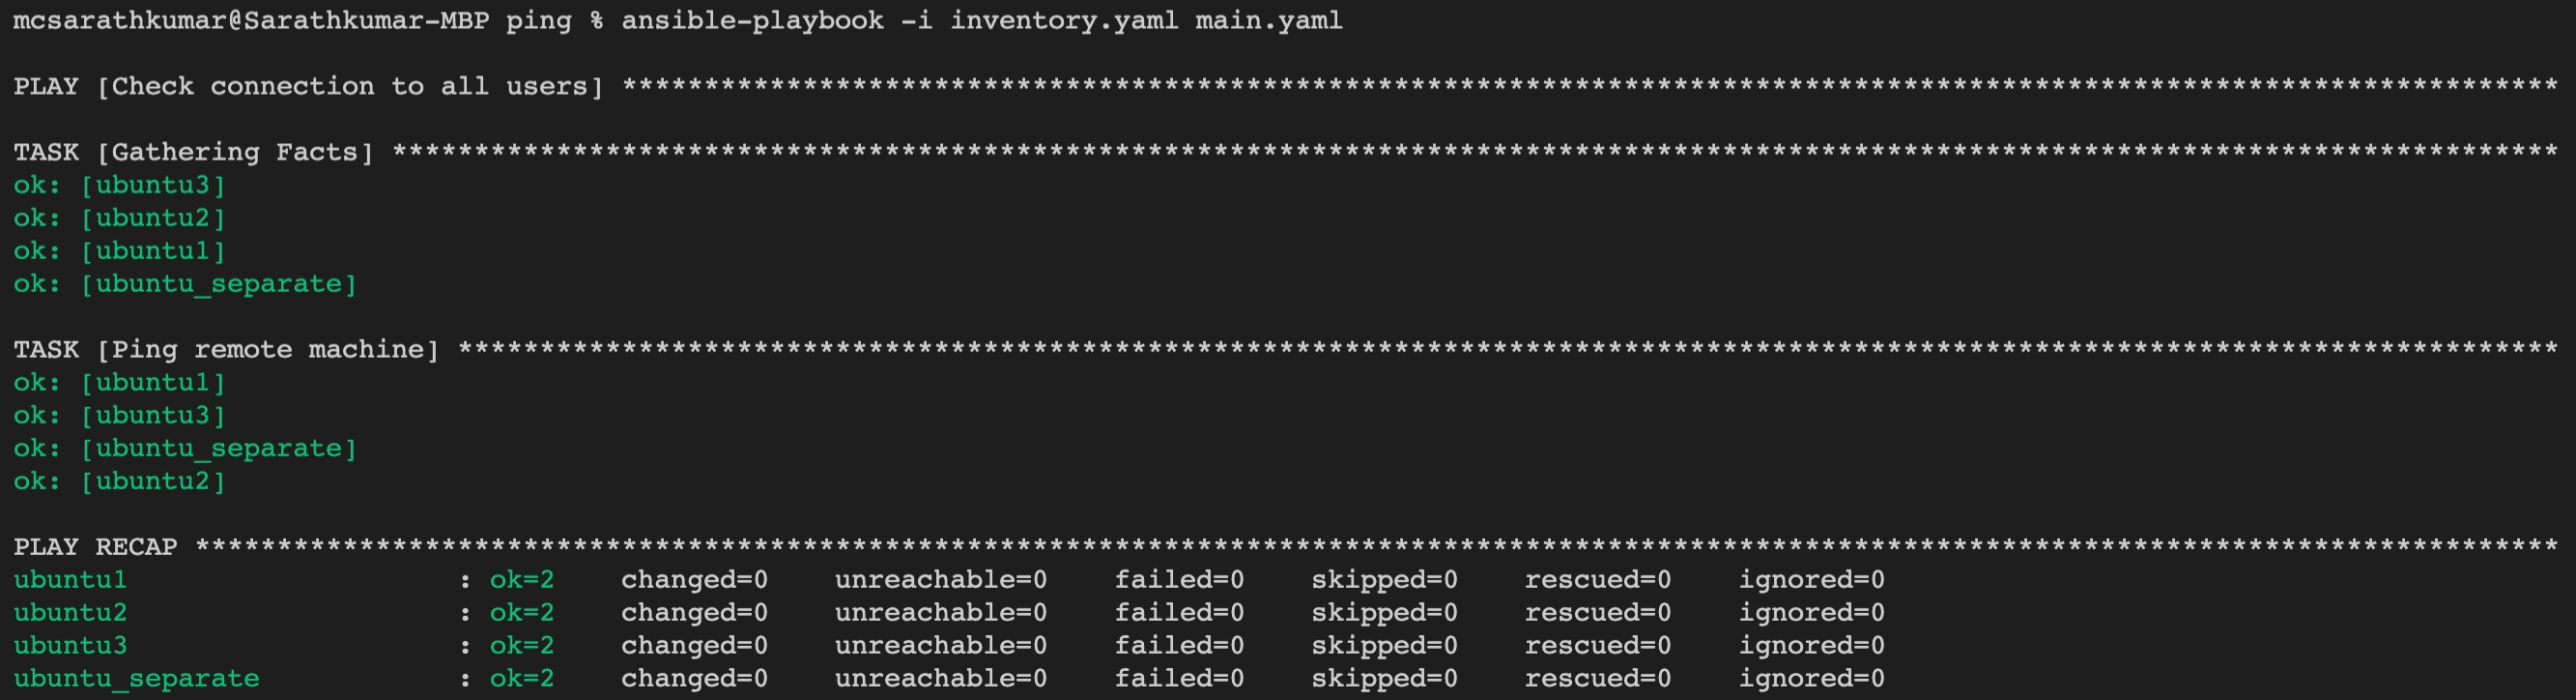 mcsarathkumar@Sarathkumar-MBP ping % ansible-playbook -i inventory.yaml main.yaml
PLAY [Check connection to all users] **********************************************************************************************************************
TASK [Gathering Facts] ************************************************************************************************************************************
ok: [ubuntu3]
ok: [ubuntu2]
ok: [ubuntu1]
ok: [ubuntu_separate]
TASK [Ping remote machine] ********************************************************************************************************************************
ok: [ubuntu1]
ok: [ubuntu3]
ok: [ubuntu_separate]
ok: [ubuntu2]
PLAY RECAP ************************************************************************************************************************************************
ubuntu1 : ok=2 changed=0 unreachable=0 failed=0 skipped=0 rescued=0 ignored=0
ubuntu2 : ok=2 changed=0 unreachable=0 failed=0 skipped=0 rescued=0 ignored=0
ubuntu3 : ok=2 changed=0 unreachable=0 failed=0 skipped=0 rescued=0 ignored=0
ubuntu_separate : ok=2 changed=0 unreachable=0 failed=0 skipped=0 rescued=0 ignored=0